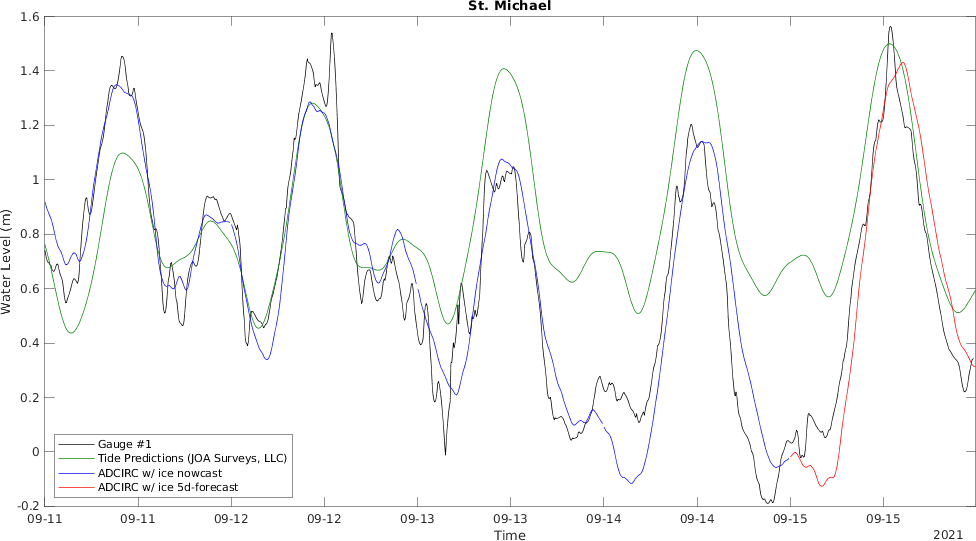 St. Michael
Water Level (m)
1.6
1.4
1.2
1
0.8
0.6
0.4
0.2
0
-0.2
Gauge #1
Tide Predictions (JOA Surveys, LLC)
ADCIRC w/ ice nowcast
ADCIRC w/ ice 5d-forecast
09-11 09-11 09-12 09-12 09-13 09-13 09-14 09-14 09-15 09-15
Time
2021